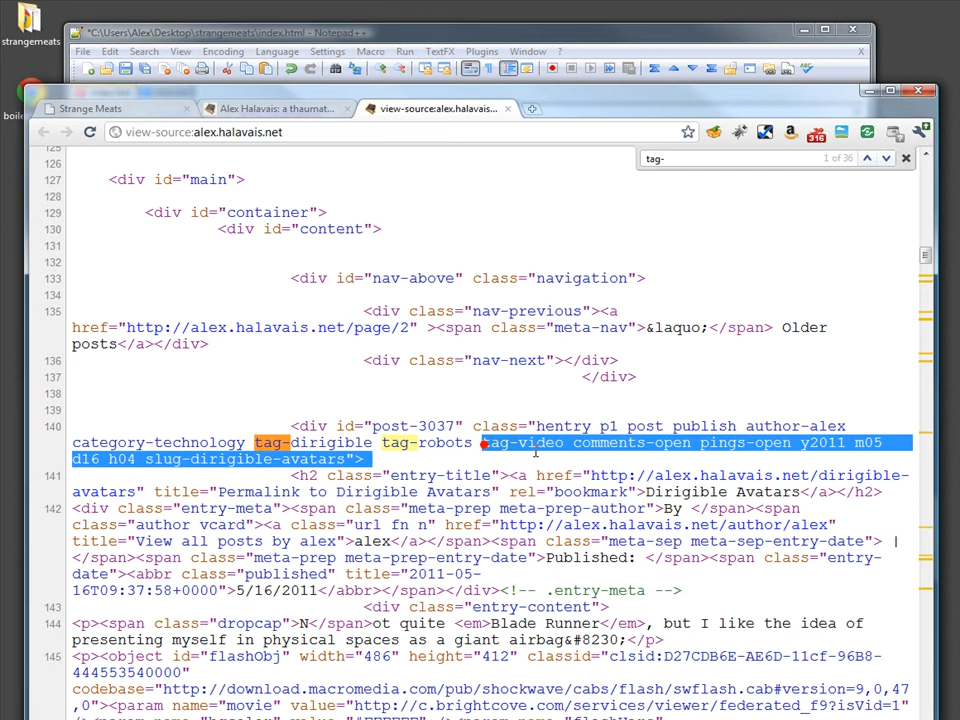 strangemeats
*C:\Users\Alex\Desktop\strangemeats\index.html - Notepad++
File Edit Search View Encoding Language Settings Macro Run TextFX Plugins Window ? X
boile
Strange Meats
Alex Halavais: a thaumat...
view-source:alex.halavais...
view-source:alex.halavais.net
316
tag-
1 of 36
125
126
127 <div id="main">
128
129 <div id="container">
130 <div id="content">
131
132
133 <div id="nav-above" class="navigation">
134
135 <div class="nav-previous"><a
href="http://alex.halavais.net/page/2" ><span class="meta-nav">&laquo;</span> Older
posts</a></div>
136 <div class="nav-next"></div>
137 </div>
138
139
140 <div id="post-3037" class="hentry p1 post publish author-alex
category-technology tag-dirigible tag-robots tag-video comments-open pings-open y2011 m05
d16 h04 slug-dirigible-avatars">
141 <h2 class="entry-title"><a href="http://alex.halavais.net/dirigible-
avatars" title="Permalink to Dirigible Avatars" rel="bookmark">Dirigible Avatars</a></h2>
142 <div class="entry-meta"><span class="meta-prep meta-prep-author">By </span><span
class="author vcard"><a class="url fn n" href="http://alex.halavais.net/author/alex"
title="View all posts by alex">alex</a></span><span class="meta-sep meta-sep-entry-date"> |
</span><span class="meta-prep meta-prep-entry-date">Published: </span><span class="entry-
date"><abbr class="published" title="2011-05-
16T09:37:58+0000">5/16/2011</abbr></span></div><!-- .entry-meta -->
143 <div class="entry-content">
144 <p><span class="dropcap">N</span>ot quite <em>Blade Runner</em>, but I like the idea of
presenting myself in physical spaces as a giant airbag&#8230;</p>
145 <p><object id="flashObj" width="486" height="412" classid="clsid:D27CDB6E-AE6D-11cf-96B8-
444553540000"
codebase="http://download.macromedia.com/pub/shockwave/cabs/flash/swflash.cab#version=9,0,47
,0"><param name="movie" value="http://c.brightcove.com/services/viewer/federated_f9?isVid=1"